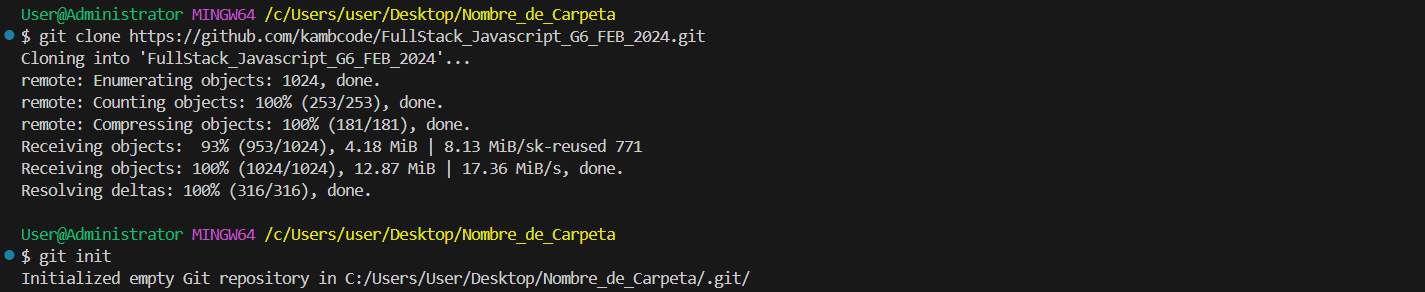 User@Administrator MINGW64 /c/Users/user/Desktop/Nombre_de_Carpeta
$ git clone https://github.com/kambcode/FullStack_Javascript_G6_FEB_2024.git
Cloning into 'FullStack_Javascript_G6_FEB_2024'...
remote: Enumerating objects: 1024, done.
remote: Counting objects: 100% (253/253), done.
remote: Compressing objects: 100% (181/181), done.
Receiving objects:  93% (953/1024), 4.18 MiB | 8.13 MiB/sk-reused 771
Receiving objects: 100% (1024/1024), 12.87 MiB | 17.36 MiB/s, done.
Resolving deltas: 100% (316/316), done.
User@Administrator MINGW64 /c/Users/user/Desktop/Nombre_de_Carpeta
$ git init
Initialized empty Git repository in C:/Users/User/Desktop/Nombre_de_Carpeta/.git/